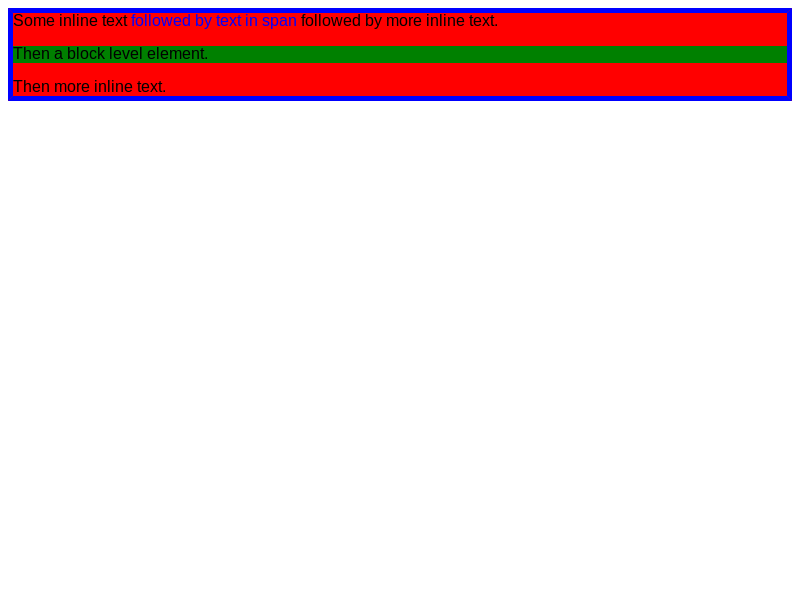 Some inline text followed by text in span followed by more inline text.
Then a block level element.
Then more inline text.